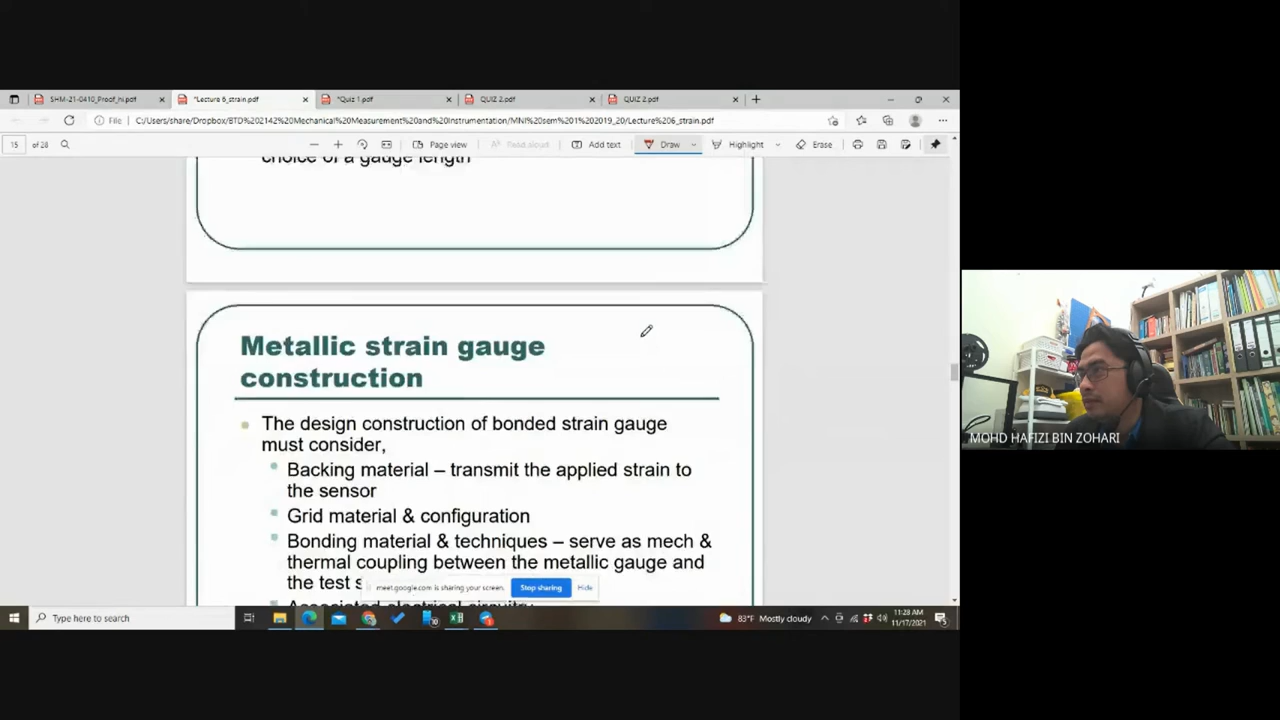 SHM-21-0410_Proof_hi.pdf
*Lecture 6_strain.pdf
*Quiz 1.pdf
QUIZ 2.pdf
QUIZ 2.pdf
File
C:/Users/share/Dropbox/BTD%202142%20Mechanical%20Measurement%20and%20Instrumentation/MNI%20sem%201%202019_20/Lecture%206_strain.pdf
15 of 28
Page view
Read aloud
Add text
Draw
Highlight
Erase
choice of a gauge length
Metallic strain gauge
construction
The design construction of bonded strain gauge
must consider,
Backing material – transmit the applied strain to
the sensor
Grid material & configuration
Bonding material & techniques – serve as mech &
thermal coupling between the metallic gauge and
the test s
Associated electrical circuitry
meet.google.com is sharing your screen.
Stop sharing
Hide
MOHD HAFIZI BIN ZOHARI
Type here to search
83°F Mostly cloudy
11:28 AM
11/17/2021